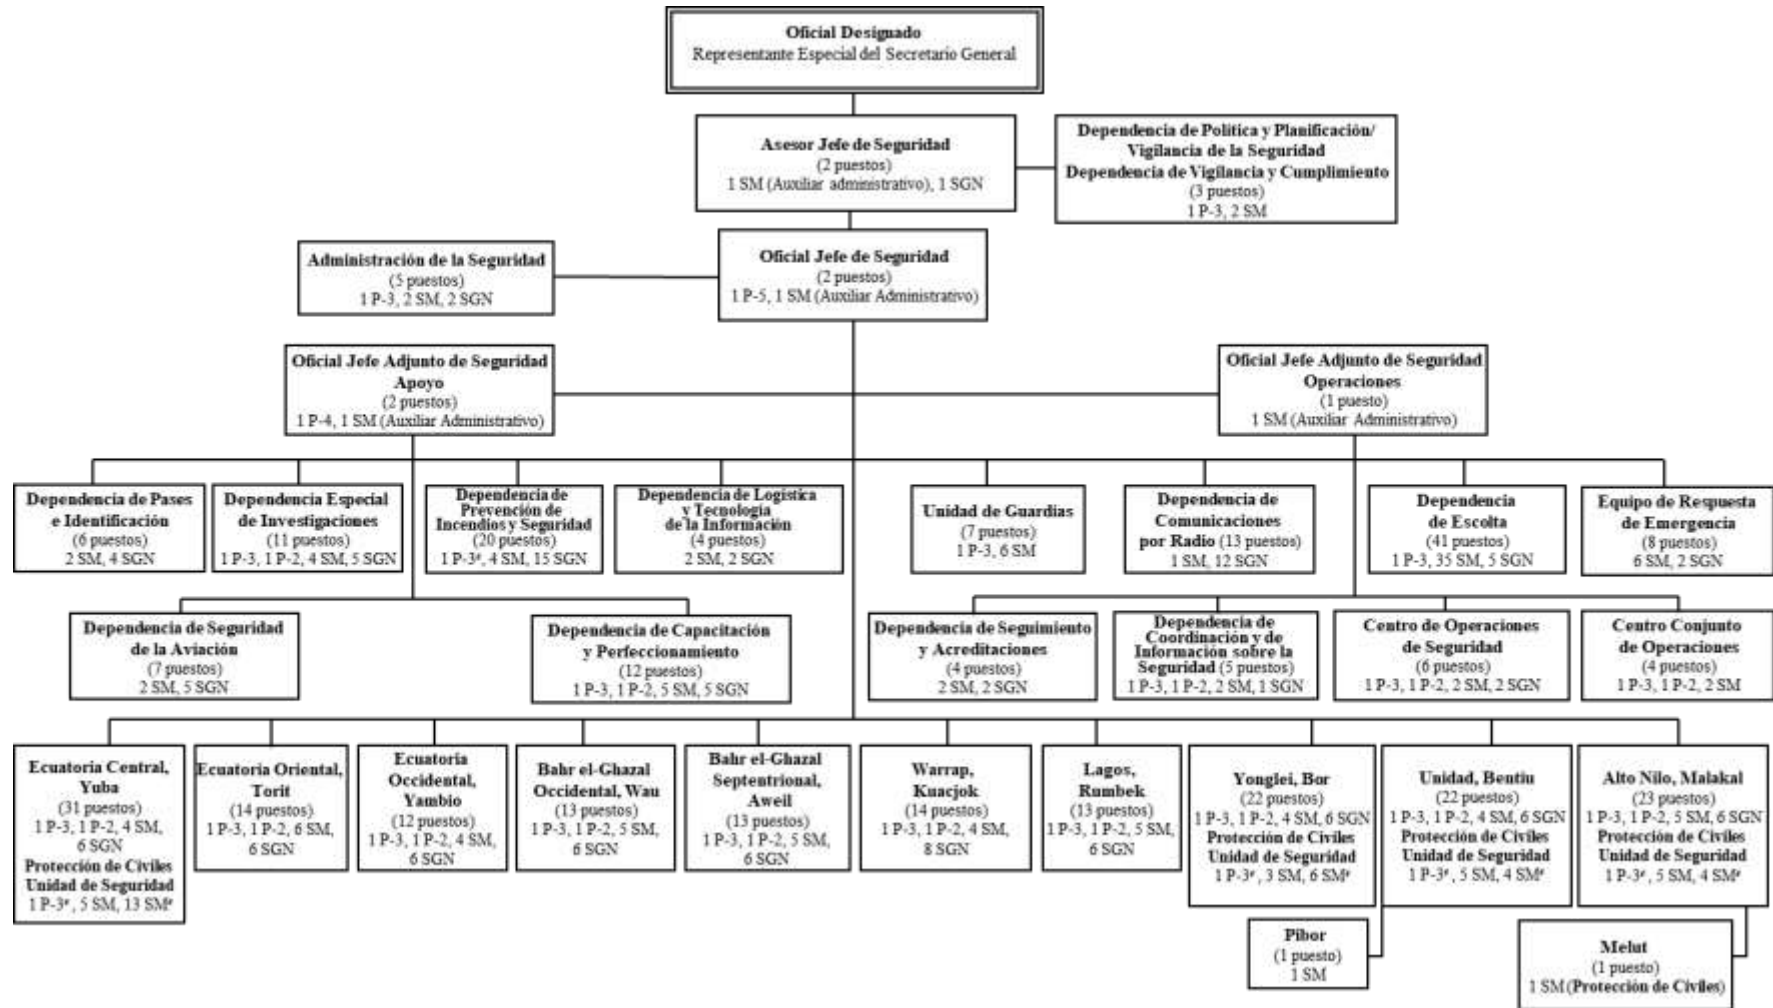 Oficial Designado
Representante Especial del Secretario General
Asesor Jefe de Seguridad
(2 puestos)
1 SM (Auxiliar administrativo), 1 SGN
Dependencia de Política y Planificación/
Vigilancia de la Seguridad
Dependencia de Vigilancia y Cumplimiento
(3 puestos)
1 P-3, 2 SM
Administración de la Seguridad
(5 puestos)
1 P-3, 2 SM, 2 SGN
Oficial Jefe de Seguridad
(2 puestos)
1 P-5, 1 SM (Auxiliar Administrativo)
Oficial Jefe Adjunto de Seguridad
Apoyo
(2 puestos)
1 P-4, 1 SM (Auxiliar Administrativo)
Oficial Jefe Adjunto de Seguridad
Operaciones
(1 puesto)
1 SM (Auxiliar Administrativo)
Dependencia de Pases
e Identificación
(6 puestos)
2 SM, 4 SGN
Dependencia Especial
de Investigaciones
(11 puestos)
1 P-3, 1 P-2, 4 SM, 5 SGN
Dependencia de
Prevención de
Incendios y Seguridad
(20 puestos)
1 P-3#, 4 SM, 15 SGN
Dependencia de Logística
y Tecnología
de la Información
(4 puestos)
2 SM, 2 SGN
Unidad de Guardias
(7 puestos)
1 P-3, 6 SM
Dependencia de
Comunicaciones
por Radio (13 puestos)
1 SM, 12 SGN
Dependencia
de Escolta
(41 puestos)
1 P-3, 35 SM, 5 SGN
Equipo de Respuesta
de Emergencia
(8 puestos)
6 SM, 2 SGN
Dependencia de Seguridad
de la Aviación
(7 puestos)
2 SM, 5 SGN
Dependencia de Capacitación
y Perfeccionamiento
(12 puestos)
1 P-3, 1 P-2, 5 SM, 5 SGN
Dependencia de Seguimiento
y Acreditaciones
(4 puestos)
2 SM, 2 SGN
Dependencia de
Coordinación y de
Información sobre la
Seguridad (5 puestos)
1 P-3, 1 P-2, 2 SM, 1 SGN
Centro de Operaciones
de Seguridad
(6 puestos)
1 P-3, 1 P-2, 2 SM, 2 SGN
Centro Conjunto
de Operaciones
(4 puestos)
1 P-3, 1 P-2, 2 SM
Ecuatoria Central,
Yuba
(31 puestos)
1 P-3, 1 P-2, 4 SM,
6 SGN
Protección de Civiles
Unidad de Seguridad
1 P-3#, 5 SM, 13 SM#
Ecuatoria Oriental,
Torit
(14 puestos)
1 P-3, 1 P-2, 6 SM,
6 SGN
Ecuatoria
Occidental,
Yambio
(12 puestos)
1 P-3, 1 P-2, 4 SM,
6 SGN
Bahr el-Ghazal
Occidental, Wau
(13 puestos)
1 P-3, 1 P-2, 5 SM,
6 SGN
Bahr el-Ghazal
Septentrional,
Aweil
(13 puestos)
1 P-3, 1 P-2, 5 SM,
6 SGN
Warrap,
Kuacjok
(14 puestos)
1 P-3, 1 P-2, 4 SM,
8 SGN
Lagos,
Rumbek
(13 puestos)
1 P-3, 1 P-2, 5 SM,
6 SGN
Yonglei, Bor
(22 puestos)
1 P-3, 1 P-2, 4 SM, 6 SGN
Protección de Civiles
Unidad de Seguridad
1 P-3#, 3 SM, 6 SM#
Unidad, Bentiu
(22 puestos)
1 P-3, 1 P-2, 4 SM, 6 SGN
Protección de Civiles
Unidad de Seguridad
1 P-3#, 5 SM, 4 SM#
Alto Nilo, Malakal
(23 puestos)
1 P-3, 1 P-2, 5 SM, 6 SGN
Protección de Civiles
Unidad de Seguridad
1 P-3#, 5 SM, 4 SM#
Pibor
(1 puesto)
1 SM
Melut
(1 puesto)
1 SM (Protección de Civiles)